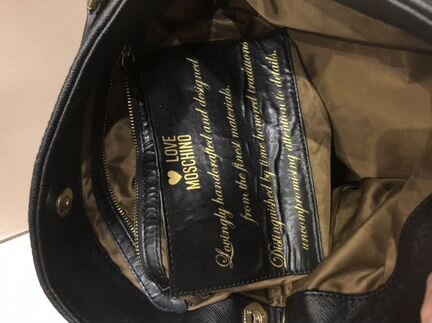 LOVE
MOSCHINO
Lovingly handcrafted and designed
from the finest materials.
Distinguished by time honored traditions
uncompromising attention to details.